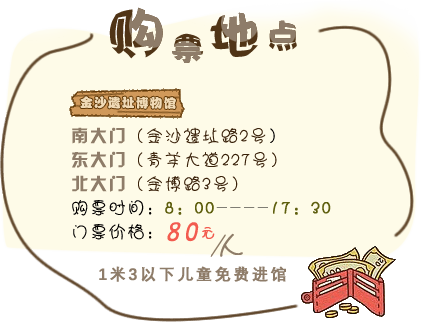 购票地点
金沙遗址博物馆
南大门（金沙遗址路2号）
东大门（青羊大道227号）
北大门（金博路3号）
购票时间：8：00----17：30
门票价格：80元/人
1米3以下儿童免费进馆